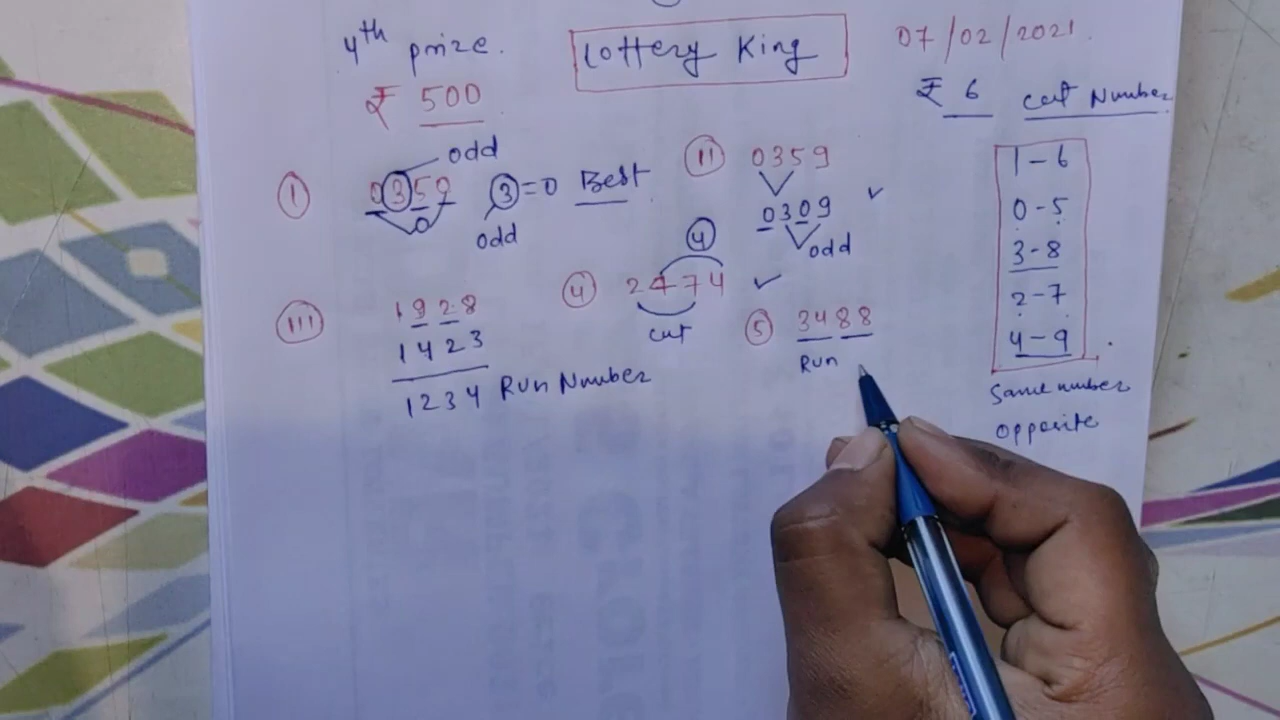 4th prize.
₹ 500
Lottery King
07/02/2021.
₹ 6 Cut Number
1-6
0-5
3-8
2-7
4-9
Same number
opposite
I 0359 odd
0
3=0 Best
odd
II 0359
0309
odd
III 1928
1423
1234 Run Number
4 2474
4
cut
5 3488
Run